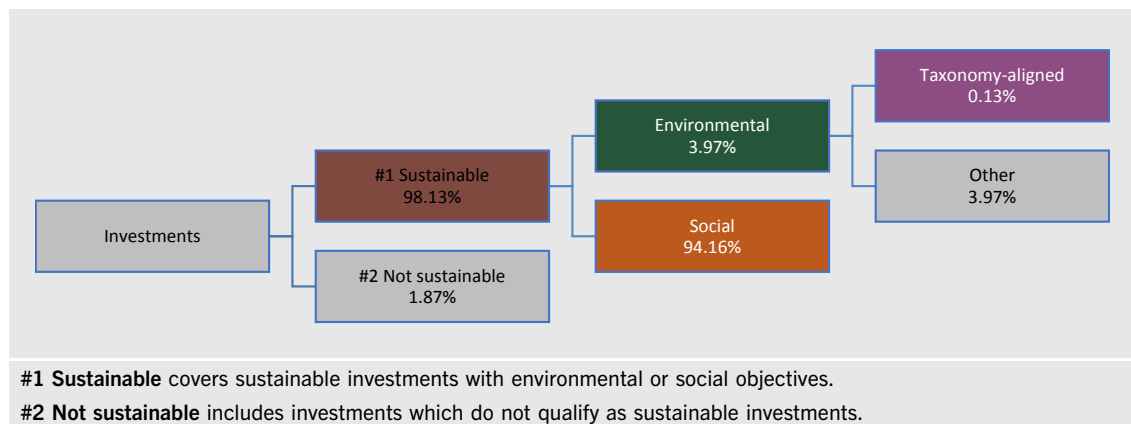 Investments
#1 Sustainable
98.13%
#2 Not sustainable
1.87%
Environmental
3.97%
Social
94.16%
Taxonomy-aligned
0.13%
Other
3.97%
#1 Sustainable covers sustainable investments with environmental or social objectives.
#2 Not sustainable includes investments which do not qualify as sustainable investments.